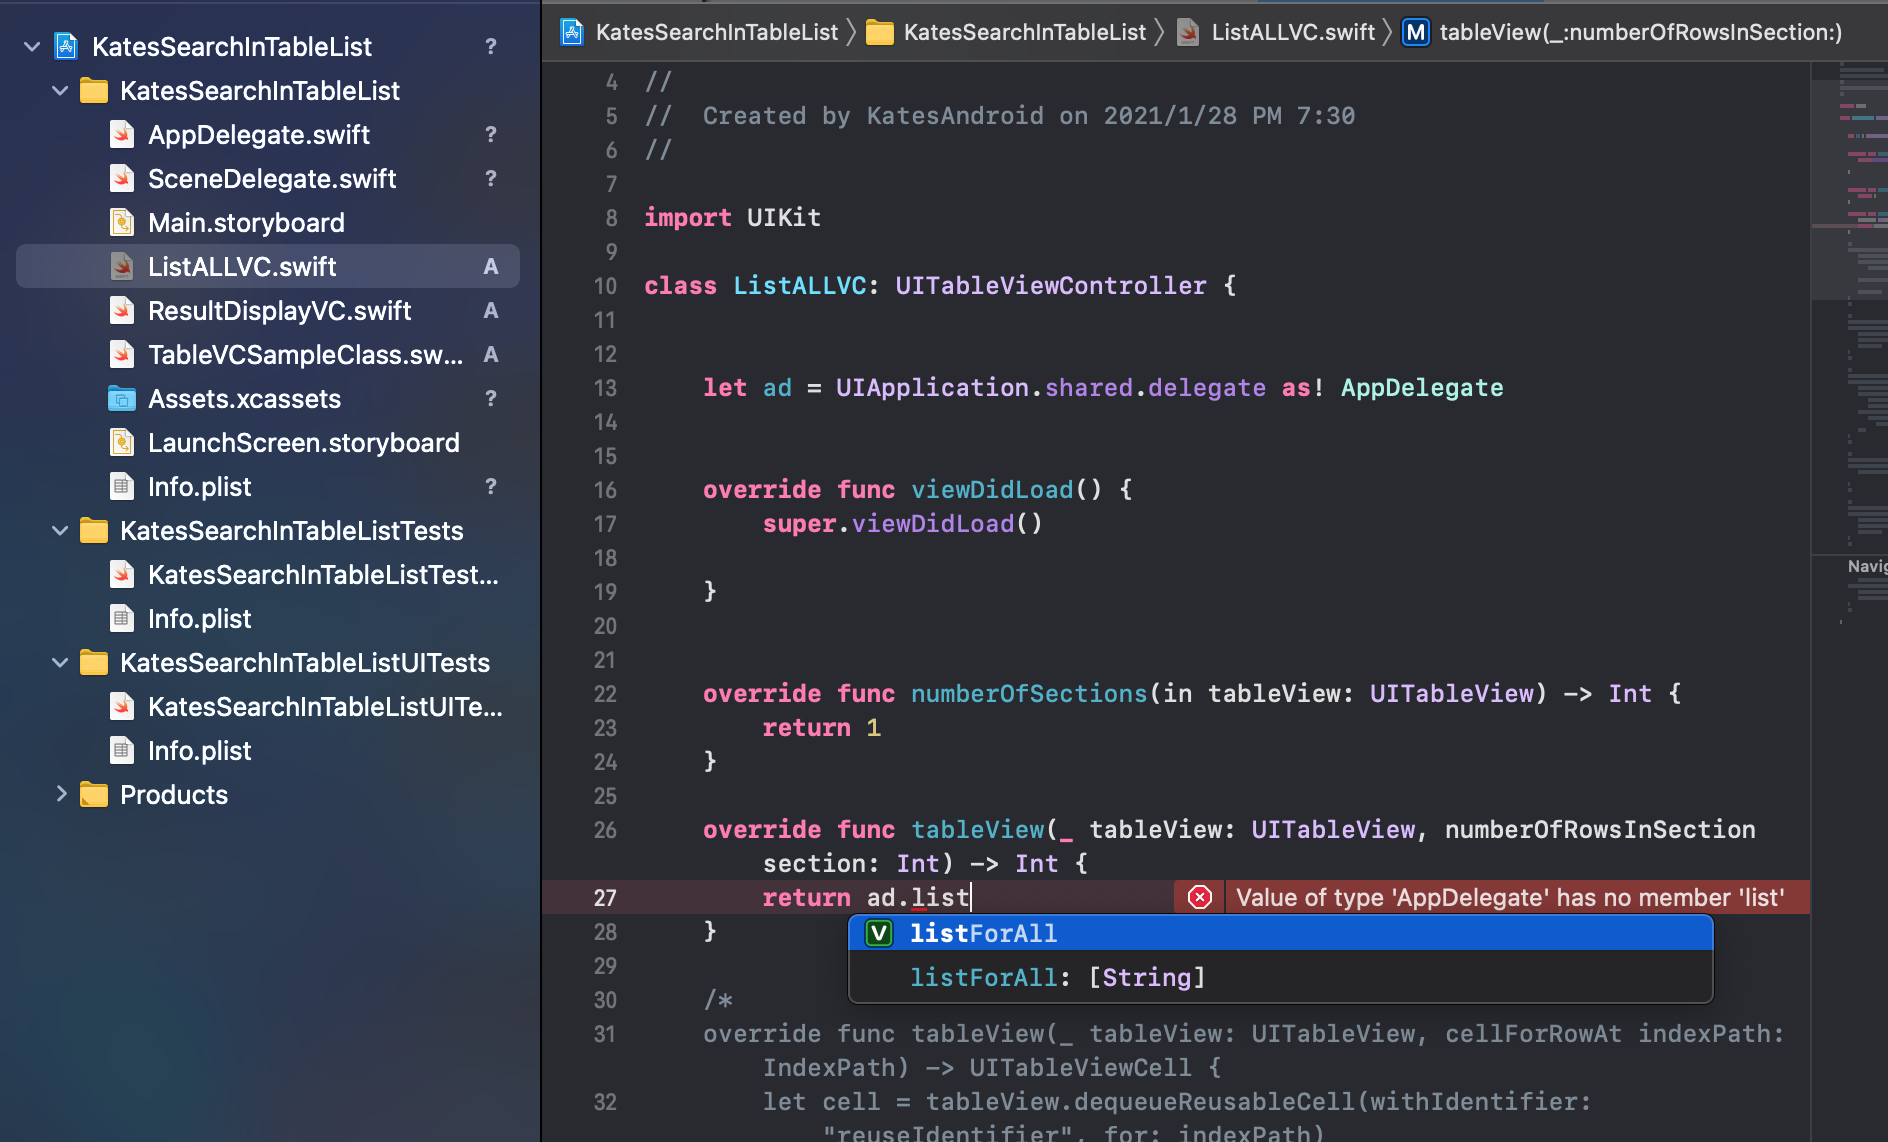 KatesSearchInTableList ?
KatesSearchInTableList
AppDelegate.swift ?
SceneDelegate.swift ?
Main.storyboard
ListALLVC.swift A
ResultDisplayVC.swift A
TableVCSampleClass.sw... A
Assets.xcassets ?
LaunchScreen.storyboard
Info.plist ?
KatesSearchInTableListTests
KatesSearchInTableListTest...
Info.plist
KatesSearchInTableListUITests
KatesSearchInTableListUITe...
Info.plist
Products
KatesSearchInTableList 〉 KatesSearchInTableList 〉 ListALLVC.swift 〉 M tableView(_:numberOfRowsInSection:)
4 //
5 //  Created by KatesAndroid on 2021/1/28 PM 7:30
6 //
7
8 import UIKit
9
10 class ListALLVC: UITableViewController {
11
12
13 let ad = UIApplication.shared.delegate as! AppDelegate
14
15
16 override func viewDidLoad() {
17 super.viewDidLoad()
18
19 }
20
21
22 override func numberOfSections(in tableView: UITableView) -> Int {
23 return 1
24 }
25
26 override func tableView(_ tableView: UITableView, numberOfRowsInSection
section: Int) -> Int {
27 return ad.list Value of type 'AppDelegate' has no member 'list'
28 }
V listForAll
listForAll: [String]
29
30 /*
31 override func tableView(_ tableView: UITableView, cellForRowAt indexPath:
IndexPath) -> UITableViewCell {
32 let cell = tableView.dequeueReusableCell(withIdentifier:
"reuseIdentifier", for: indexPath)
Navig